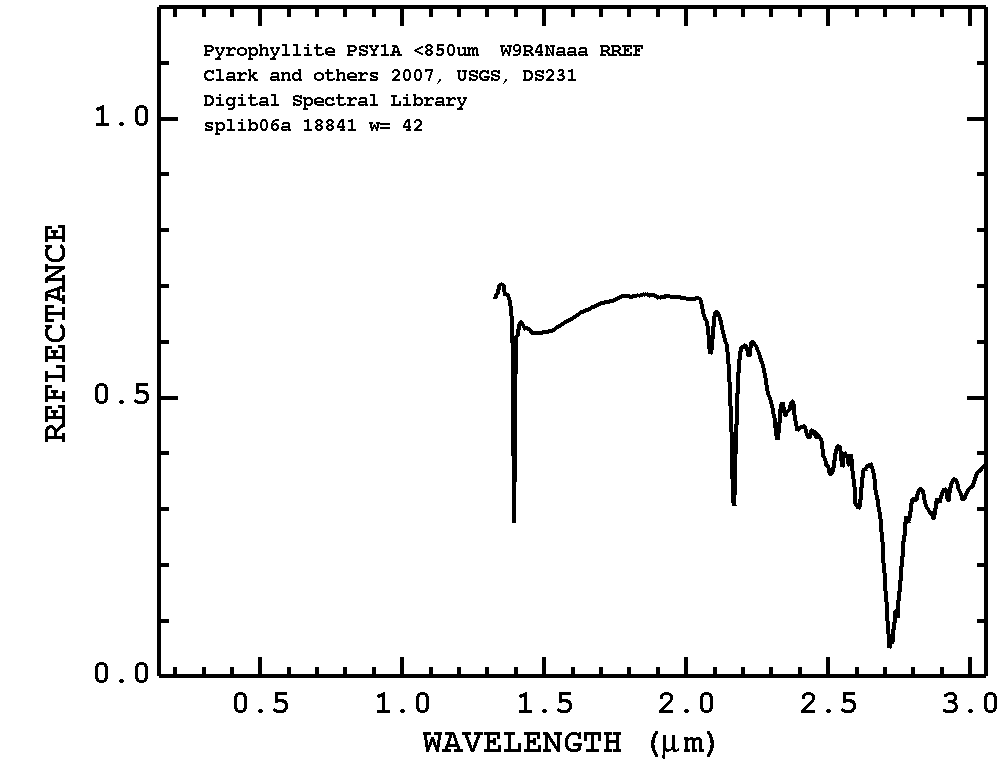 Pyrophyllite PSY1A <850um W9R4Naaa RREF
Clark and others 2007, USGS, DS231
Digital Spectral Library
splib06a 18841 w= 42
1.0
0.5
0.0
REFLECTANCE
0.5 1.0 1.5 2.0 2.5 3.0
WAVELENGTH (μm)